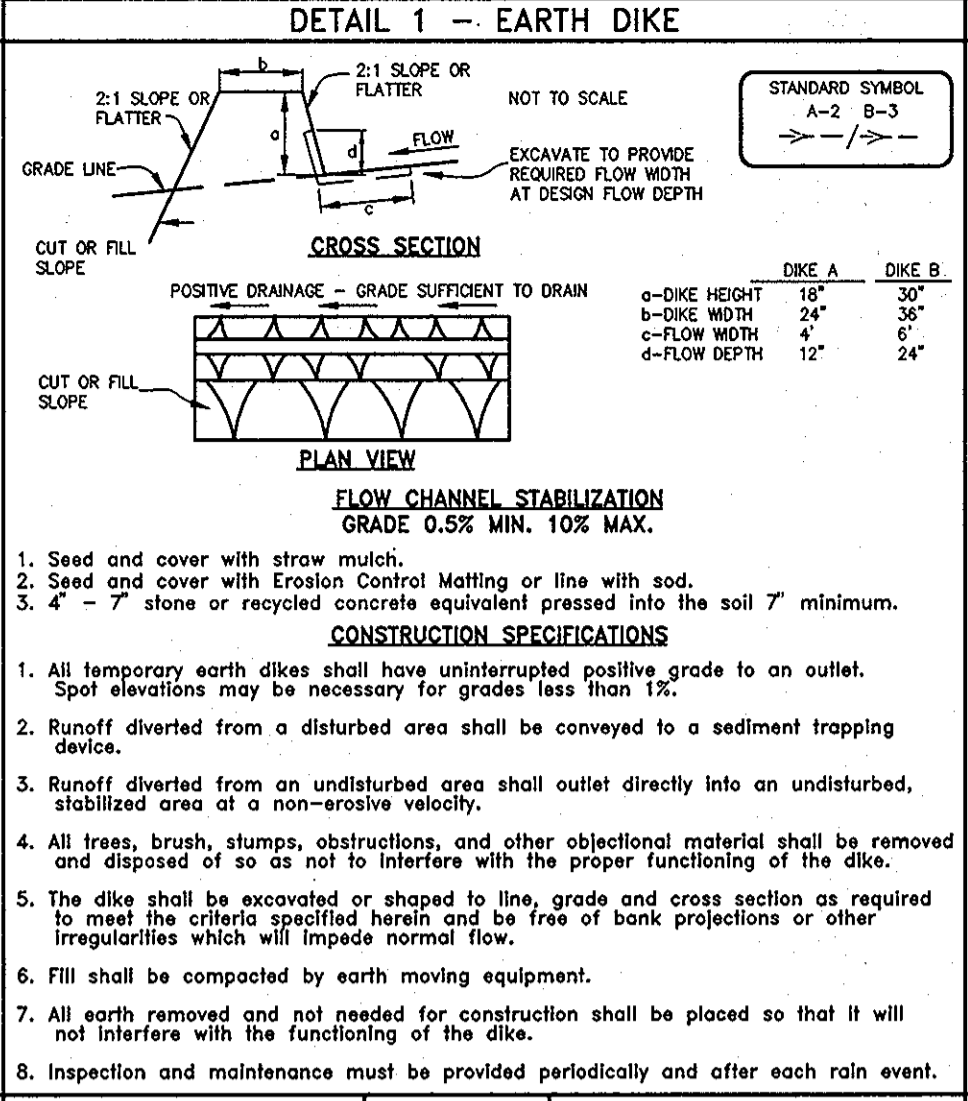 DETAIL 1 - EARTH DIKE
b
2:1 SLOPE OR
FLATTER
2:1 SLOPE OR
FLATTER
NOT TO SCALE
STANDARD SYMBOL
A-2 B-3
a
d
FLOW
GRADE LINE
EXCAVATE TO PROVIDE
REQUIRED FLOW WIDTH
AT DESIGN FLOW DEPTH
c
CUT OR FILL
SLOPE
CROSS SECTION
DIKE A DIKE B
a-DIKE HEIGHT 18" 30"
b-DIKE WIDTH 24" 36"
c-FLOW WIDTH 4' 6'
d-FLOW DEPTH 12" 24"
POSITIVE DRAINAGE - GRADE SUFFICIENT TO DRAIN
CUT OR FILL
SLOPE
PLAN VIEW
FLOW CHANNEL STABILIZATION
GRADE 0.5% MIN. 10% MAX.
1. Seed and cover with straw mulch.
2. Seed and cover with Erosion Control Matting or line with sod.
3. 4" - 7" stone or recycled concrete equivalent pressed into the soil 7" minimum.
CONSTRUCTION SPECIFICATIONS
1. All temporary earth dikes shall have uninterrupted positive grade to an outlet.
Spot elevations may be necessary for grades less than 1%.
2. Runoff diverted from a disturbed area shall be conveyed to a sediment trapping
device.
3. Runoff diverted from an undisturbed area shall outlet directly into an undisturbed,
stabilized area at a non-erosive velocity.
4. All trees, brush, stumps, obstructions, and other objectional material shall be removed
and disposed of so as not to interfere with the proper functioning of the dike.
5. The dike shall be excavated or shaped to line, grade and cross section as required
to meet the criteria specified herein and be free of bank projections or other
irregularities which will impede normal flow.
6. Fill shall be compacted by earth moving equipment.
7. All earth removed and not needed for construction shall be placed so that it will
not interfere with the functioning of the dike.
8. Inspection and maintenance must be provided periodically and after each rain event.